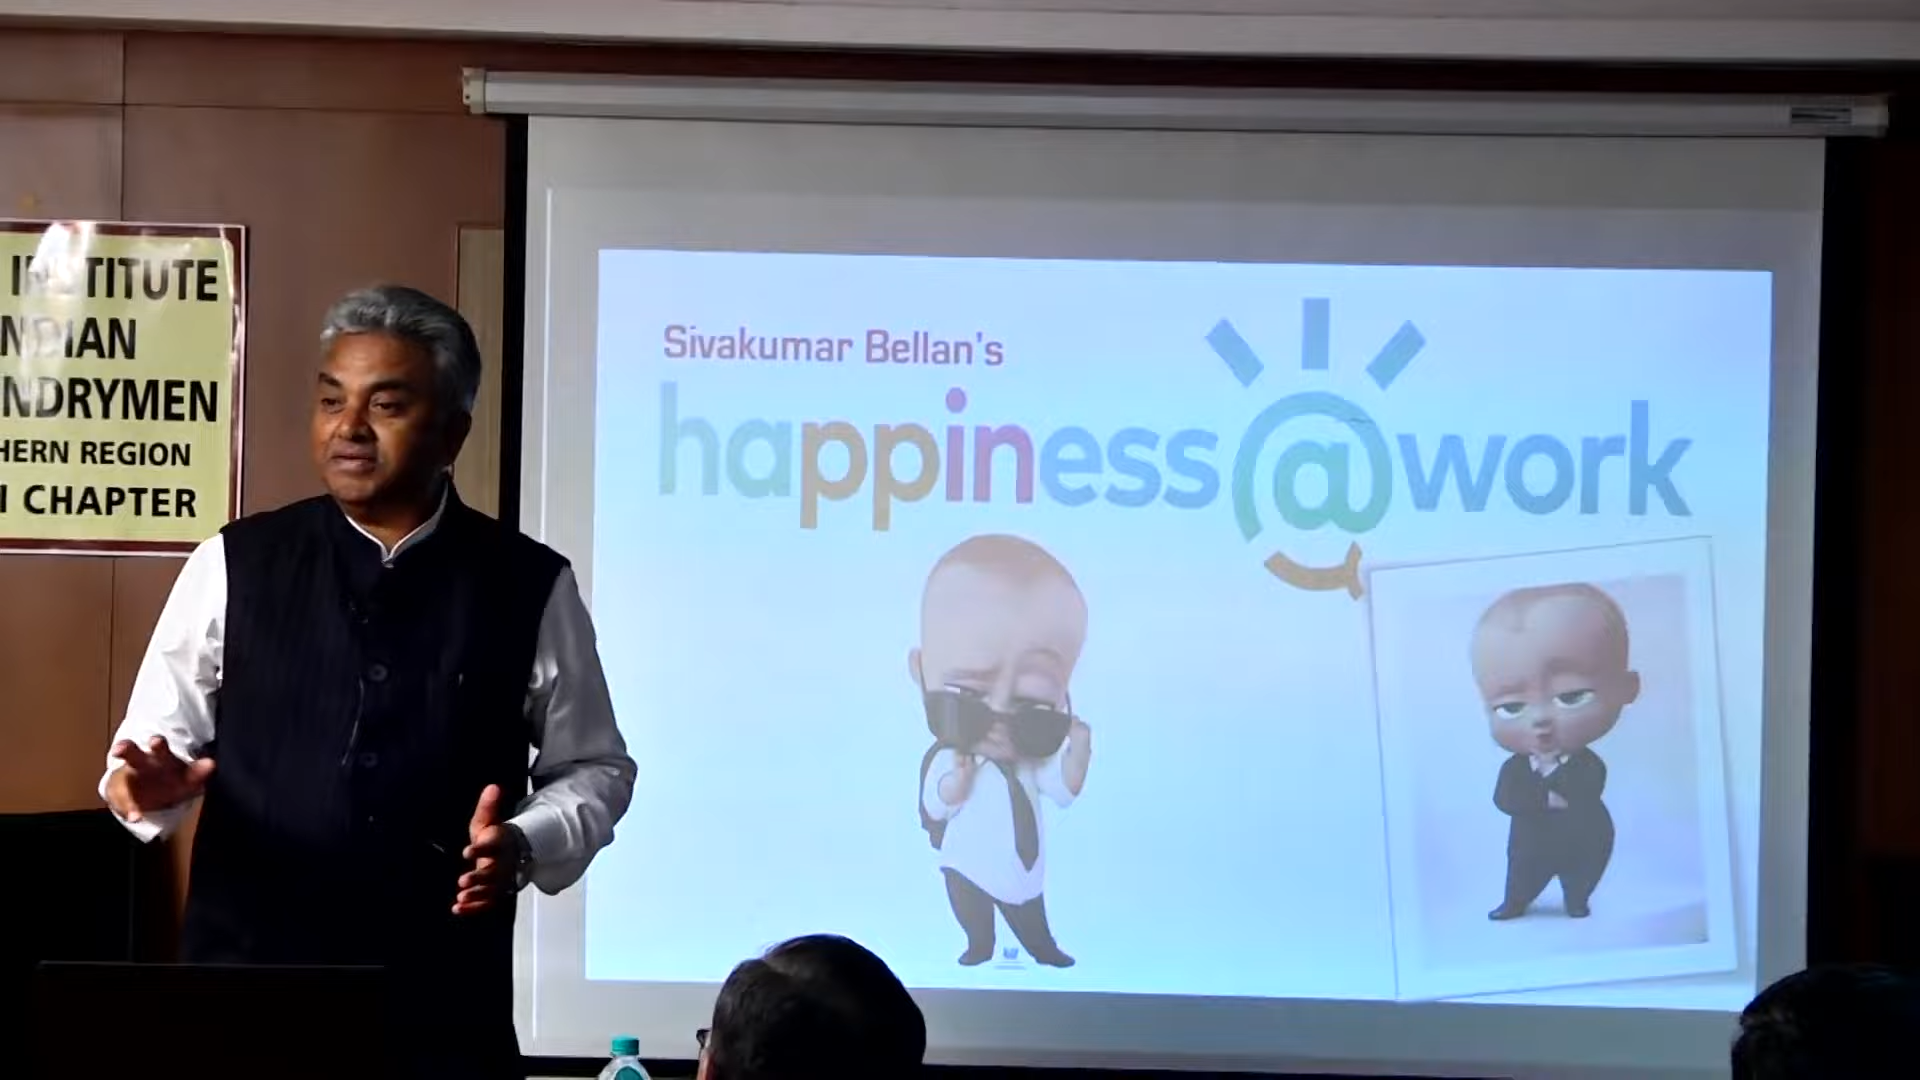 INSTITUTE
NDIAN
NDRYMEN
HERN REGION
I CHAPTER
Sivakumar Bellan's
happiness@work